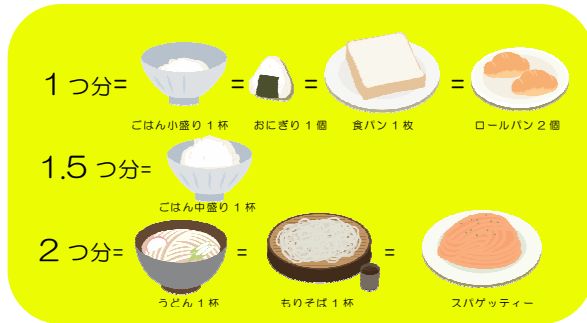 1つ分= = = =
ごはん小盛り1杯 おにぎり1個 食パン1枚 ロールパン2個
1.5つ分=
ごはん中盛り1杯
2つ分= = =
うどん1杯 もりそば1杯 スパゲッティー